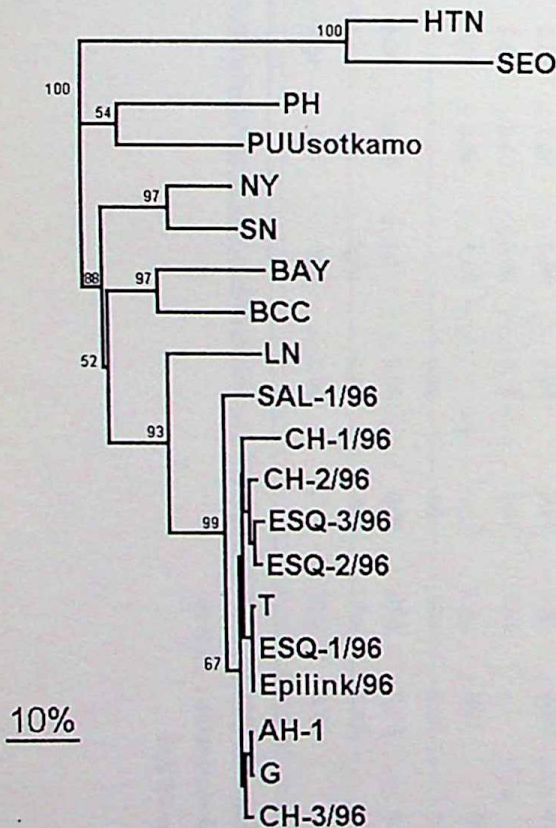 100
HTN
SEO
100
54
PH
PUUsotkamo
97
NY
SN
88
97
BAY
BCC
52
LN
93
SAL-1/96
CH-1/96
CH-2/96
99
ESQ-3/96
ESQ-2/96
T
ESQ-1/96
67
Epilink/96
10%
AH-1
G
CH-3/96